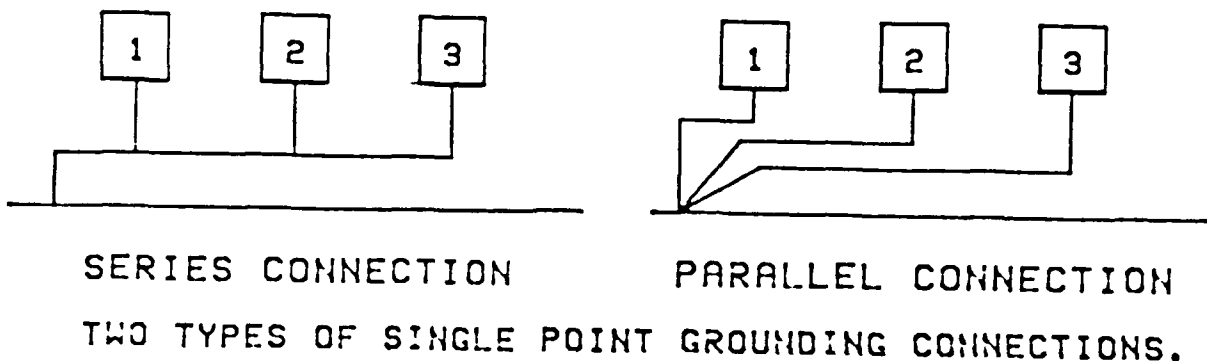 1 2 3 1 2 3
SERIES CONNECTION PARALLEL CONNECTION
TWO TYPES OF SINGLE POINT GROUNDING CONNECTIONS.